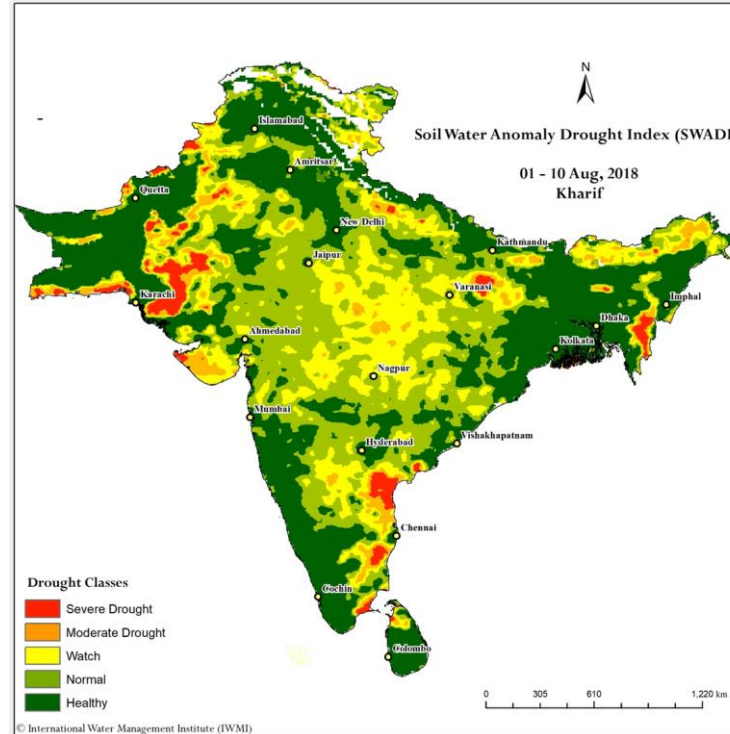 N
Soil Water Anomaly Drought Index (SWADI
01 - 10 Aug, 2018
Kharif
Islamabad
Amritsar
Quetta
New Delhi
Kathmandu
Jaipur
Varanasi
Karachi
Imphal
Dhaka
Ahmedabad
Kolkata
Nagpur
Mumbai
Hyderabad
Vishakhapatnam
Chennai
Cochin
Colombo
Drought Classes
Severe Drought
Moderate Drought
Watch
Normal
Healthy
0 305 610 1,220 km
© International Water Management Institute (IWMI)